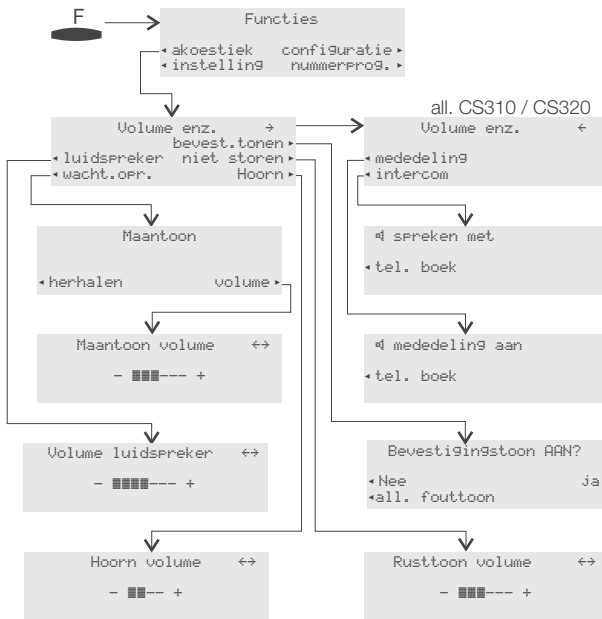 F
Functies
◂ akoestiek configuratie ▸
◂ instelling nummerprog. ▸
all. CS310 / CS320
Volume enz. →
bevest.tonen ▸
◂ luidspreker niet storen ▸
◂ wacht.opr. Hoorn ▸
Volume enz. ←
◂ mededeling
◂ intercom
Maantoon
◂ herhalen volume ▸
spreken met
◂ tel. boek
Maantoon volume ↔
- ▮▮▮--- +
mededeling aan
◂ tel. boek
Volume luidspreker ↔
- ▮▮▮▮--- +
Bevestigingstoon AAN?
◂ Nee ja
◂all. fouttoon
Hoorn volume ↔
- ▮▮-- +
Rusttoon volume ↔
- ▮▮▮--- +